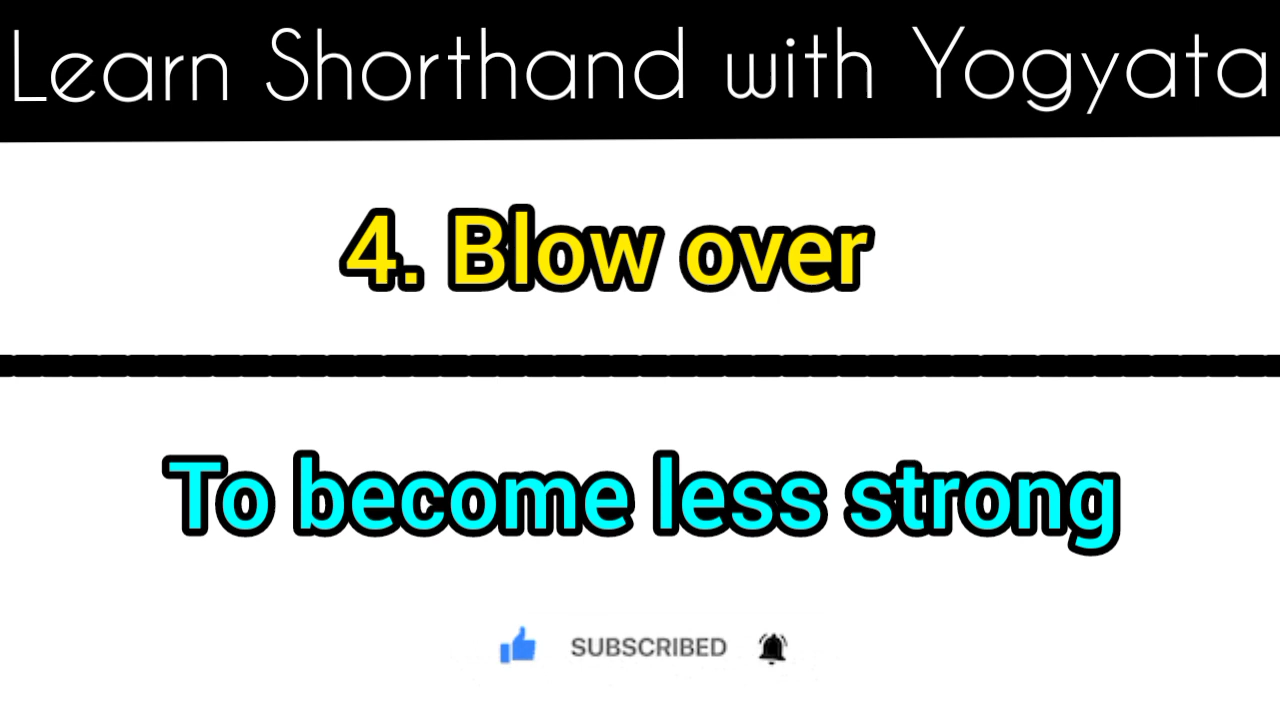 Learn Shorthand with Yogyata
4. Blow over
To become less strong
SUBSCRIBED